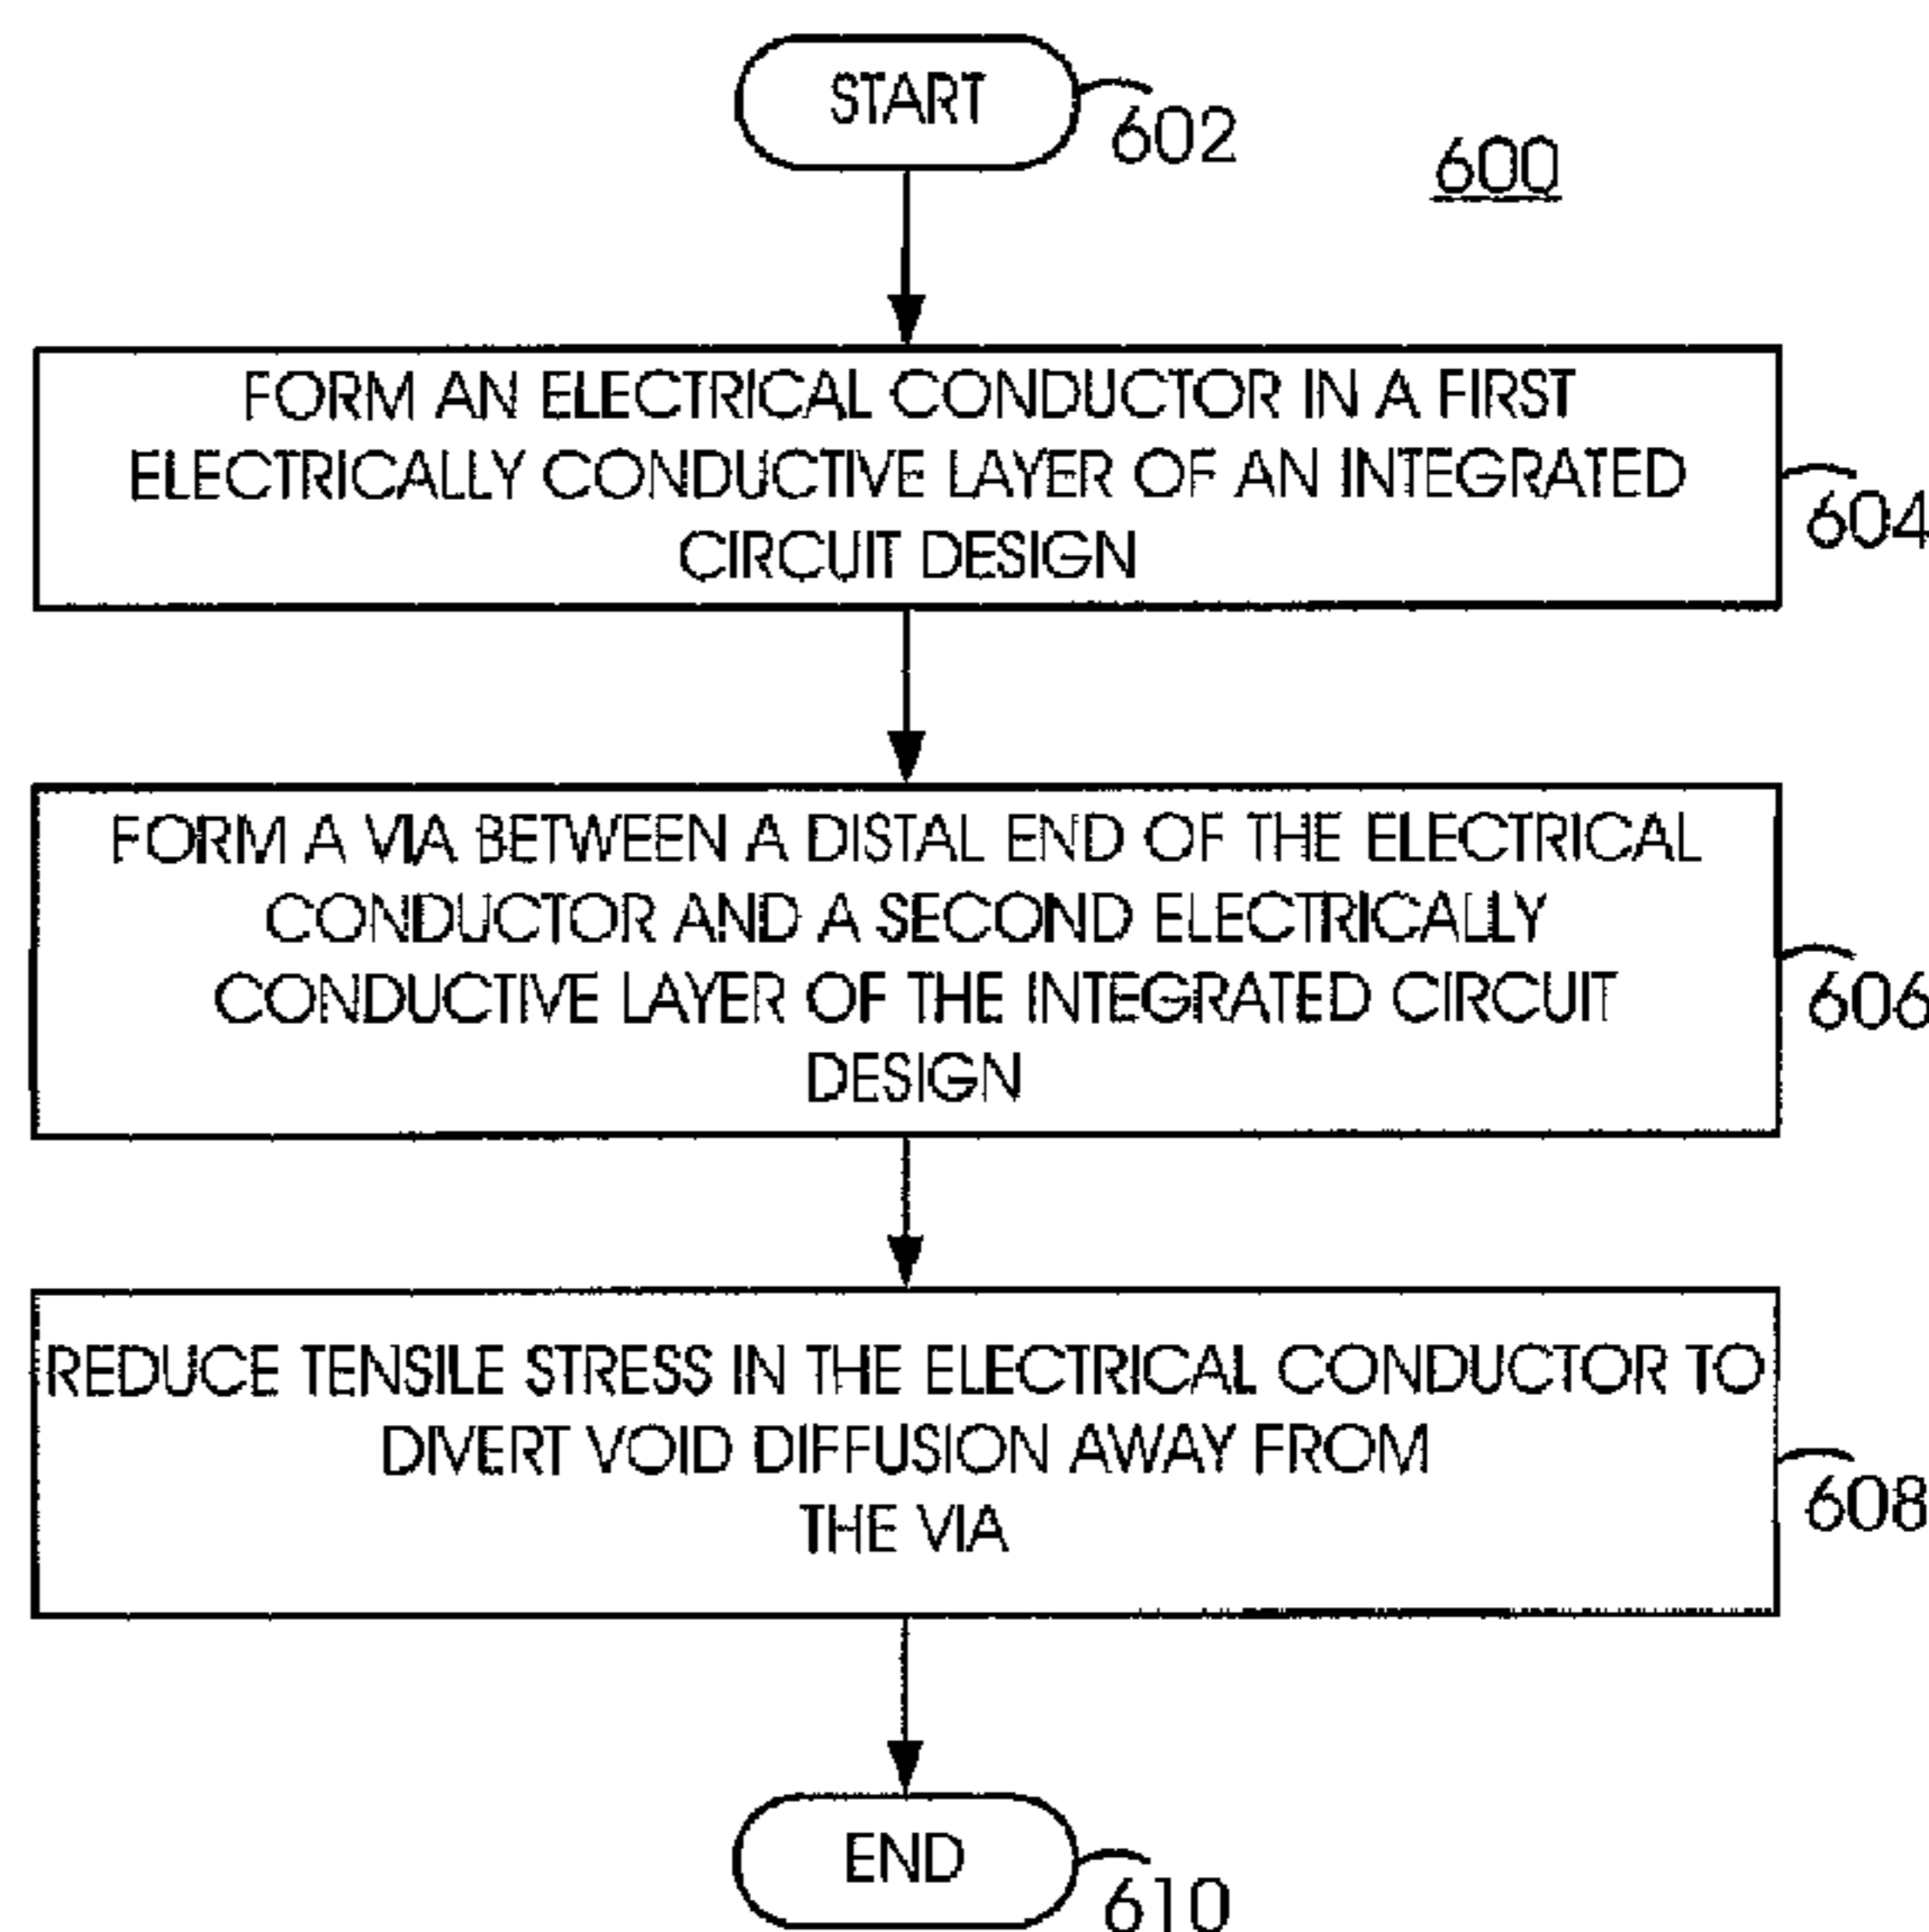 START
602
600
FORM AN ELECTRICAL CONDUCTOR IN A FIRST
ELECTRICALLY CONDUCTIVE LAYER OF AN INTEGRATED
CIRCUIT DESIGN
604
FORM A VIA BETWEEN A DISTAL END OF THE ELECTRICAL
CONDUCTOR AND A SECOND ELECTRICALLY
CONDUCTIVE LAYER OF THE INTEGRATED CIRCUIT
DESIGN
606
REDUCE TENSILE STRESS IN THE ELECTRICAL CONDUCTOR TO
DIVERT VOID DIFFUSION AWAY FROM
THE VIA
608
END
610